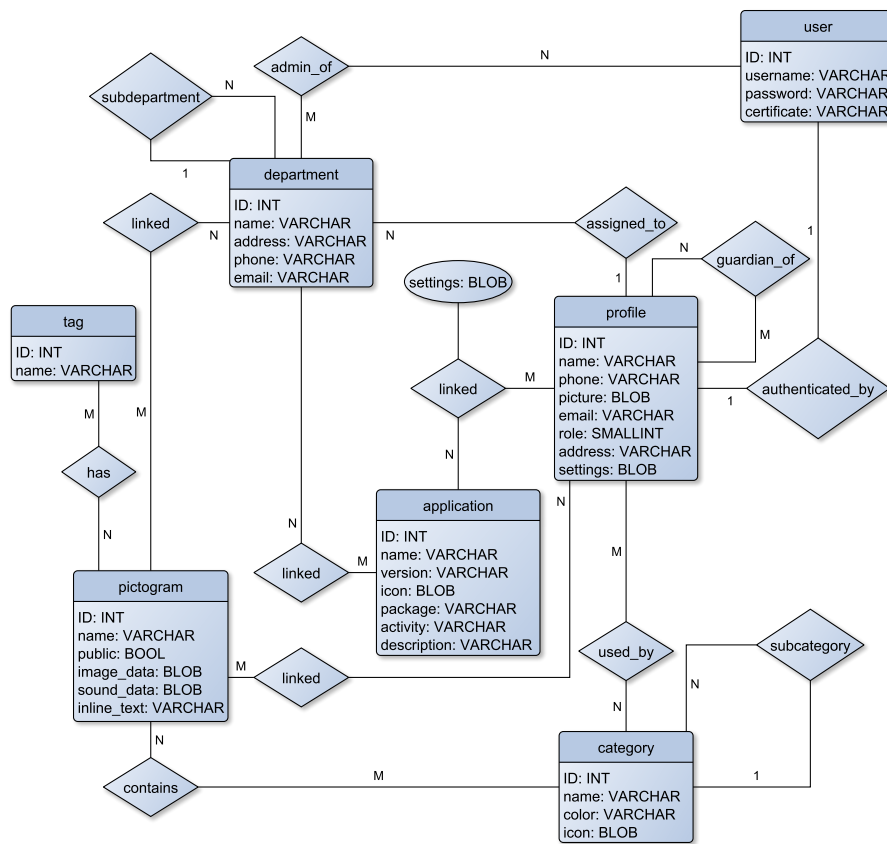 user
ID: INT
username: VARCHAR
password: VARCHAR
certificate: VARCHAR
admin_of
N
M
subdepartment
N
1
department
ID: INT
name: VARCHAR
address: VARCHAR
phone: VARCHAR
email: VARCHAR
linked
N
M
assigned_to
N
1
guardian_of
N
M
1
authenticated_by
1
settings: BLOB
profile
ID: INT
name: VARCHAR
phone: VARCHAR
picture: BLOB
email: VARCHAR
role: SMALLINT
address: VARCHAR
settings: BLOB
tag
ID: INT
name: VARCHAR
M
has
N
linked
M
N
application
ID: INT
name: VARCHAR
version: VARCHAR
icon: BLOB
package: VARCHAR
activity: VARCHAR
description: VARCHAR
N
linked
M
pictogram
ID: INT
name: VARCHAR
public: BOOL
image_data: BLOB
sound_data: BLOB
inline_text: VARCHAR
M
linked
N
M
used_by
N
subcategory
N
1
N
contains
M
category
ID: INT
name: VARCHAR
color: VARCHAR
icon: BLOB